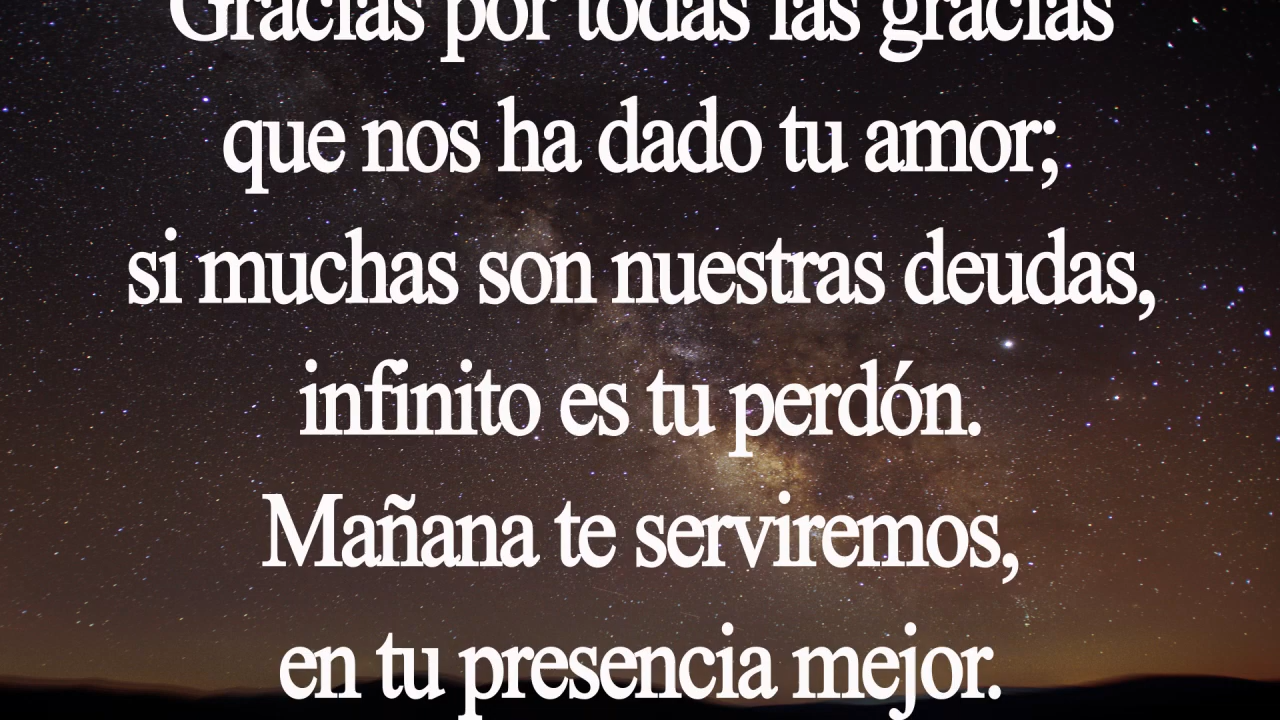 Gracias por todas las gracias
que nos ha dado tu amor;
si muchas son nuestras deudas,
infinito es tu perdón.
Mañana te serviremos,
en tu presencia mejor.